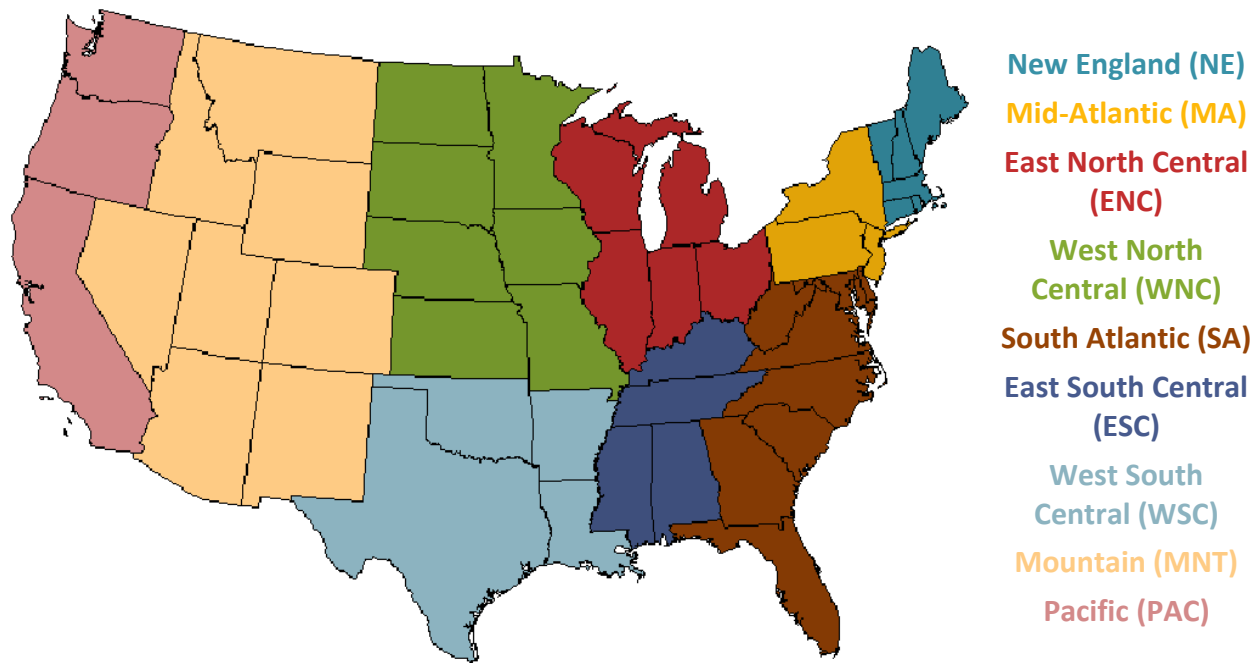 New England (NE)
Mid-Atlantic (MA)
East North Central
(ENC)
West North
Central (WNC)
South Atlantic (SA)
East South Central
(ESC)
West South
Central (WSC)
Mountain (MNT)
Pacific (PAC)